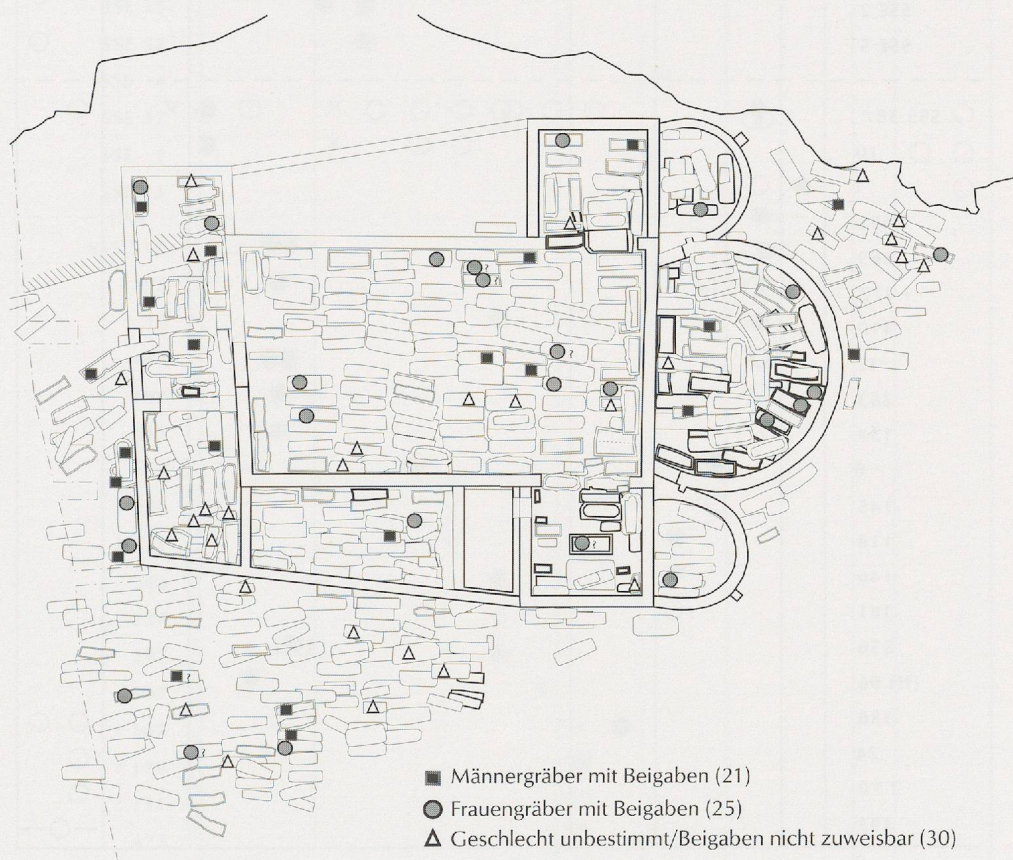 Männergräber mit Beigaben (21)
Frauengräber mit Beigaben (25)
Geschlecht unbestimmt/Beigaben nicht zuweisbar (30)